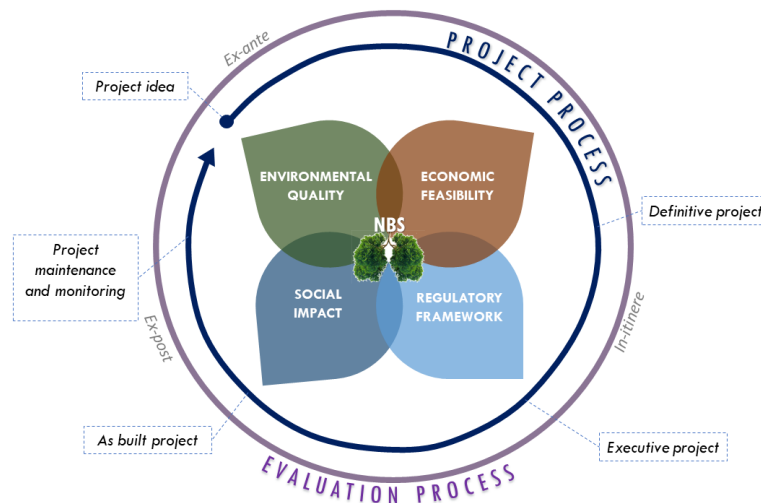 Ex-ante
PROJECT PROCESS
Project idea
ENVIRONMENTAL
QUALITY
ECONOMIC
FEASIBILITY
NBS
Definitive project
Project
maintenance
and monitoring
SOCIAL
IMPACT
REGULATORY
FRAMEWORK
Ex-post
In-itinere
As built project
Executive project
EVALUATION PROCESS